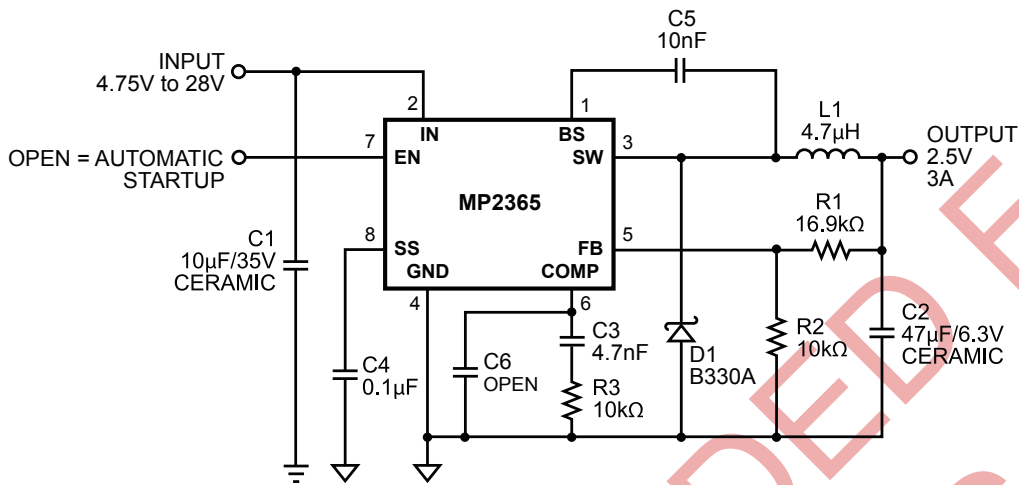 C5
10nF
INPUT
4.75V to 28V
2
1
IN
BS
L1
4.7µH
7
EN
SW
3
OUTPUT
2.5V
3A
OPEN = AUTOMATIC
STARTUP
MP2365
R1
16.9kΩ
8
SS
FB
5
C1
10µF/35V
CERAMIC
GND
COMP
4
6
C3
4.7nF
C2
47µF/6.3V
CERAMIC
R2
10kΩ
D1
B330A
C4
0.1µF
C6
OPEN
R3
10kΩ
DED F